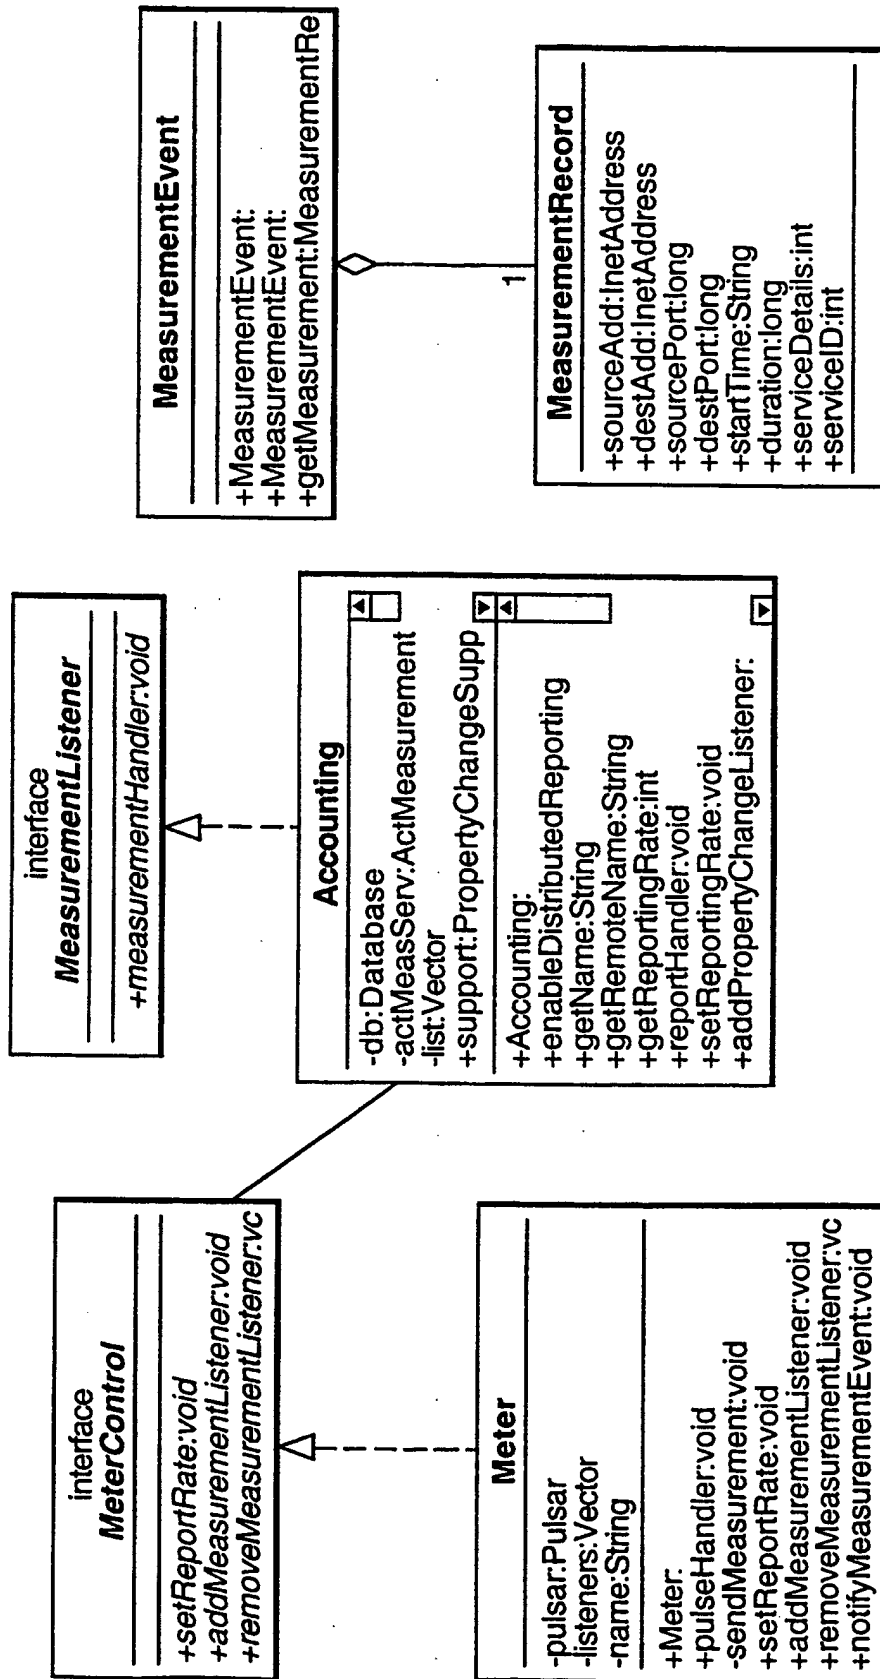 interface
MeterControl
+setReportRate:void
+addMeasurementListener:void
+removeMeasurementListener:vc
Meter
-pulsar:Pulsar
-listeners:Vector
-name:String
+Meter:
+pulseHandler:void
-sendMeasurement:void
+setReportRate:void
+addMeasurementListener:void
+removeMeasurementListener:vc
+notifyMeasurementEvent:void
interface
MeasurementListener
+measurementHandler:void
Accounting
-db:Database
-actMeasServ:ActMeasurement
-list:Vector
+support:PropertyChangeSupp
+Accounting:
+enableDistributedReporting
+getName:String
+getRemoteName:String
+getReportingRate:int
+reportHandler:void
+setReportingRate:void
+addPropertyChangeListener:
MeasurementEvent
+MeasurementEvent:
+MeasurementEvent:
+getMeasurement:MeasurementRe
1
MeasurementRecord
+sourceAdd:InetAddress
+destAdd:InetAddress
+sourcePort:long
+destPort:long
+startTime:String
+duration:long
+serviceDetails:int
+serviceID:int